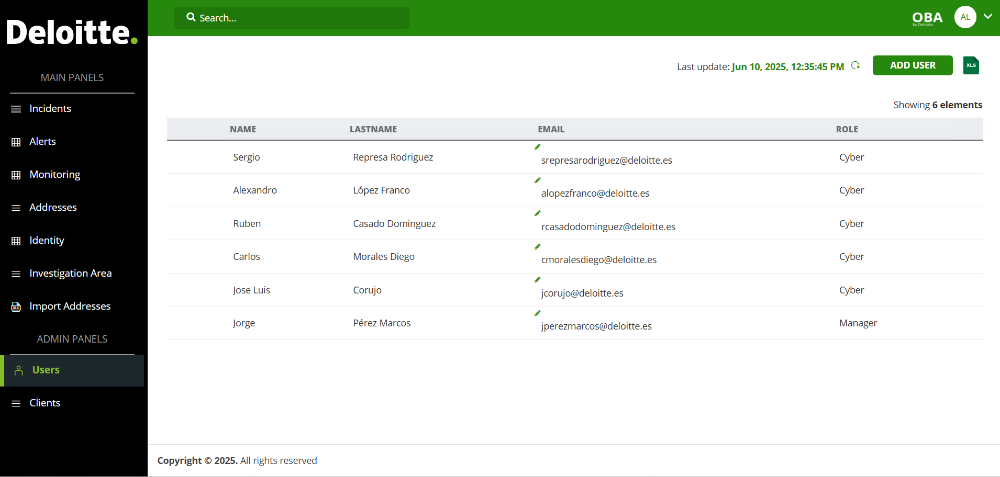 Deloitte.
MAIN PANELS
Incidents
Alerts
Monitoring
Addresses
Identity
Investigation Area
XLS Import Addresses
ADMIN PANELS
Users
Clients
Search...
OBA
by Deloitte
AL
Last update: Jun 10, 2025, 12:35:45 PM
ADD USER
XLS
Showing 6 elements
NAME LASTNAME EMAIL ROLE
Sergio Represa Rodriguez srepresarodriguez@deloitte.es Cyber
Alexandro López Franco alopezfranco@deloitte.es Cyber
Ruben Casado Dominguez rcasadodominguez@deloitte.es Cyber
Carlos Morales Diego cmoralesdiego@deloitte.es Cyber
Jose Luis Corujo jcorujo@deloitte.es Cyber
Jorge Pérez Marcos jperezmarcos@deloitte.es Manager
Copyright © 2025. All rights reserved